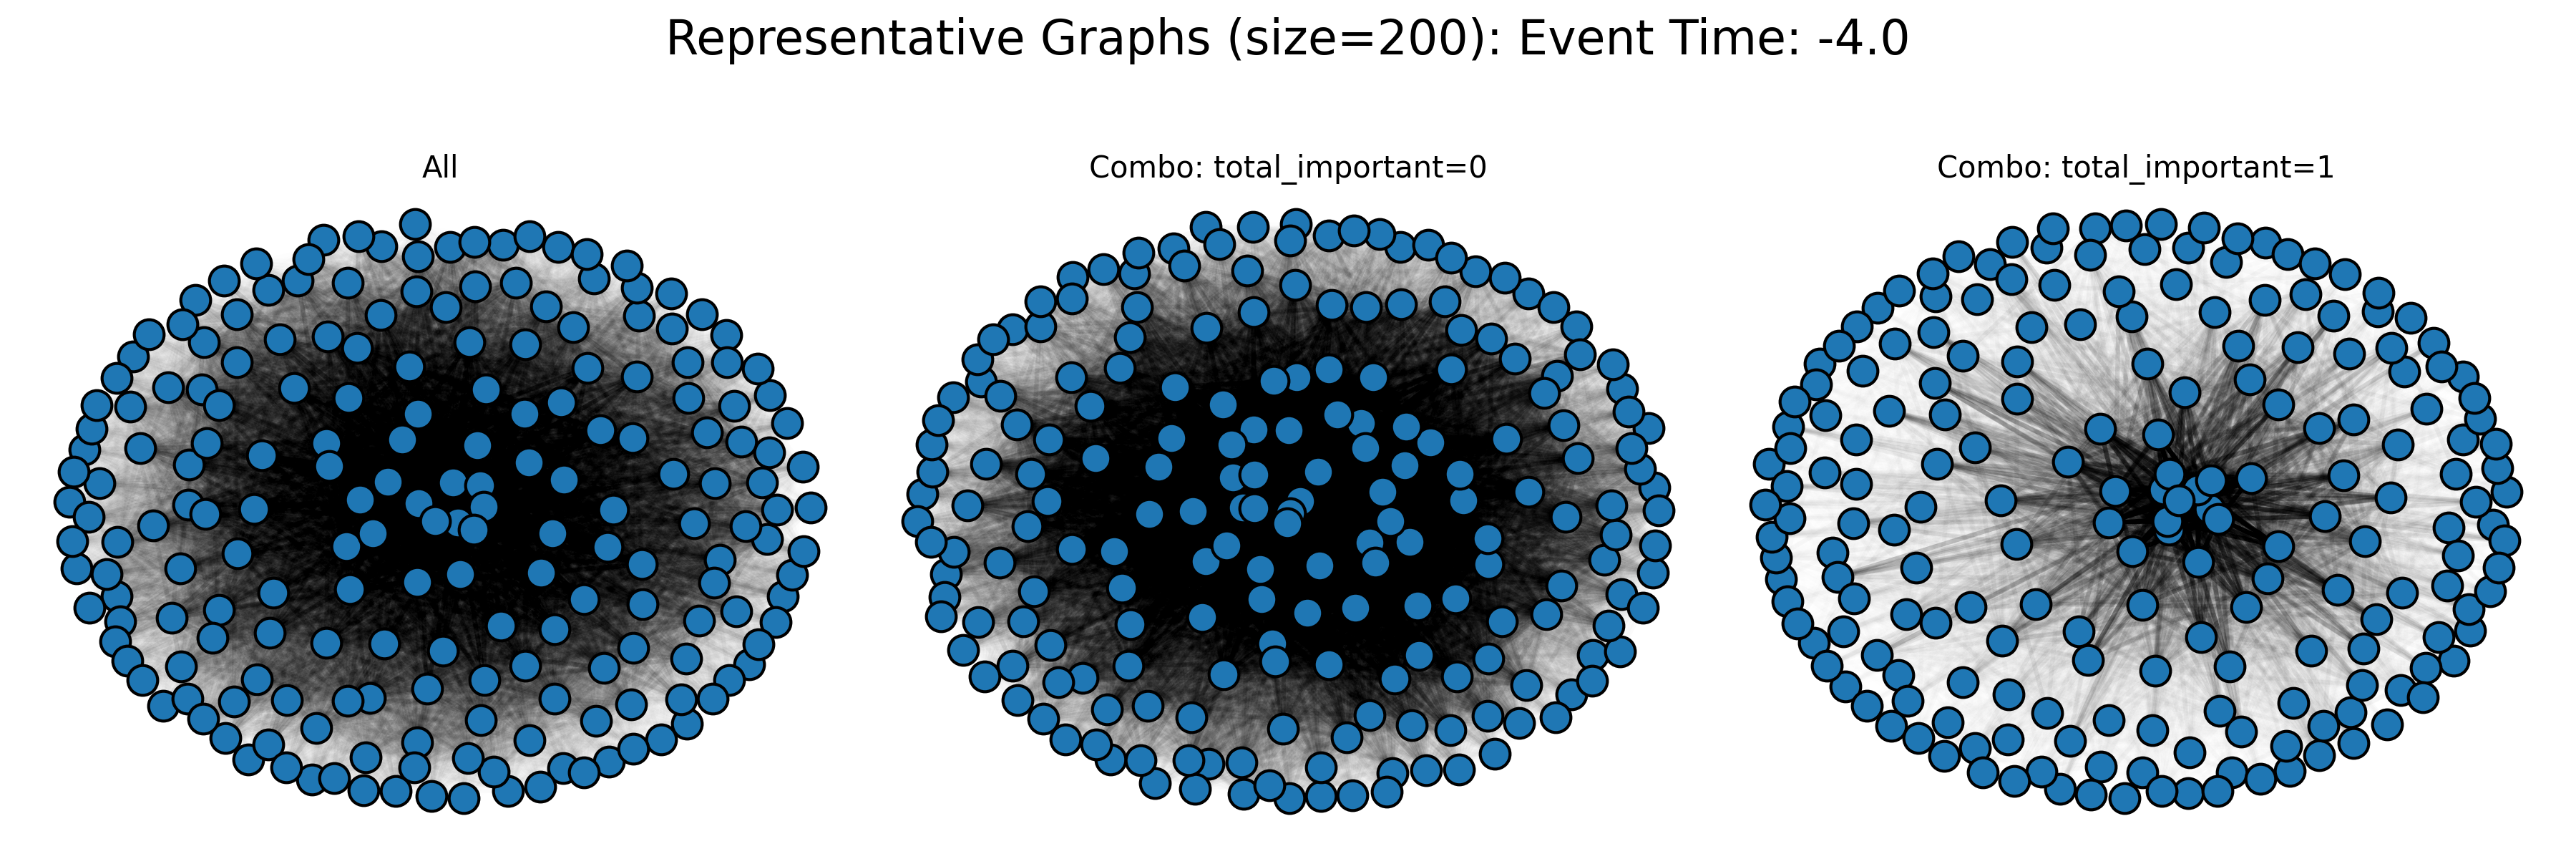 Representative Graphs (size=200): Event Time: -4.0
All
Combo: total_important=0
Combo: total_important=1